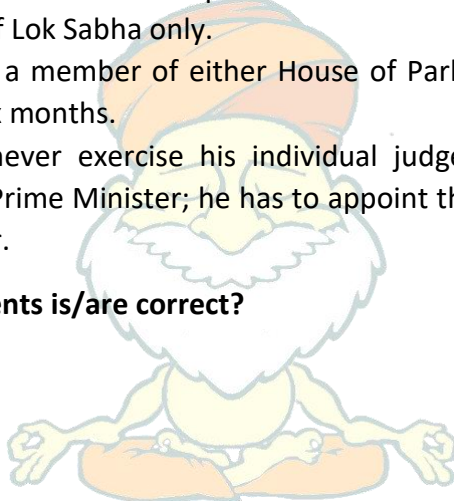 f Lok Sabha only.
a member of either House of Parl
months.
never exercise his individual judge
Prime Minister; he has to appoint th
ents is/are correct?